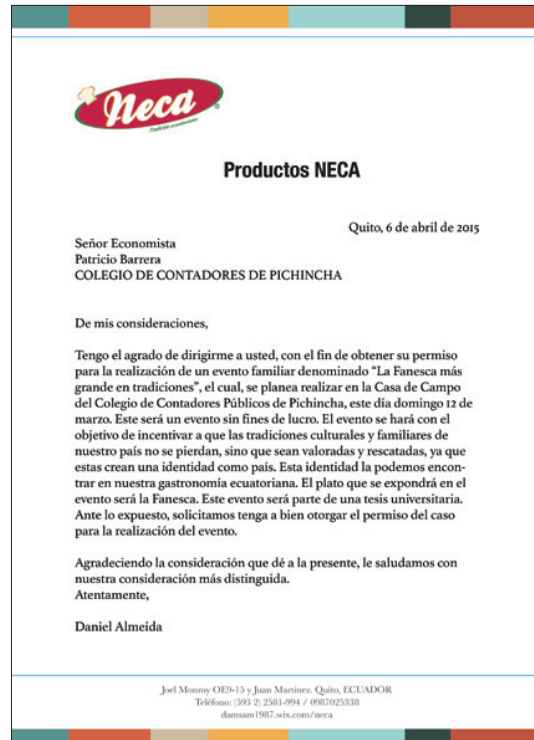 Neca
Tradición ecuatoriana
Productos NECA
Quito, 6 de abril de 2015
Señor Economista
Patricio Barrera
COLEGIO DE CONTADORES DE PICHINCHA
De mis consideraciones,
Tengo el agrado de dirigirme a usted, con el fin de obtener su permiso
para la realización de un evento familiar denominado “La Fanesca más
grande en tradiciones”, el cual, se planea realizar en la Casa de Campo
del Colegio de Contadores Públicos de Pichincha, este día domingo 12 de
marzo. Este será un evento sin fines de lucro. El evento se hará con el
objetivo de incentivar a que las tradiciones culturales y familiares de
nuestro país no se pierdan, sino que sean valoradas y rescatadas, ya que
estas crean una identidad como país. Esta identidad la podemos encon-
trar en nuestra gastronomía ecuatoriana. El plato que se expondrá en el
evento será la Fanesca. Este evento será parte de una tesis universitaria.
Ante lo expuesto, solicitamos tenga a bien otorgar el permiso del caso
para la realización del evento.
Agradeciendo la consideración que dé a la presente, le saludamos con
nuestra consideración más distinguida.
Atentamente,
Daniel Almeida
Joel Monroy OE9-15 y Juan Martínez. Quito, ECUADOR
Teléfono: (593 2) 2581-994 / 0987025338
damsam1987.wix.com/neca